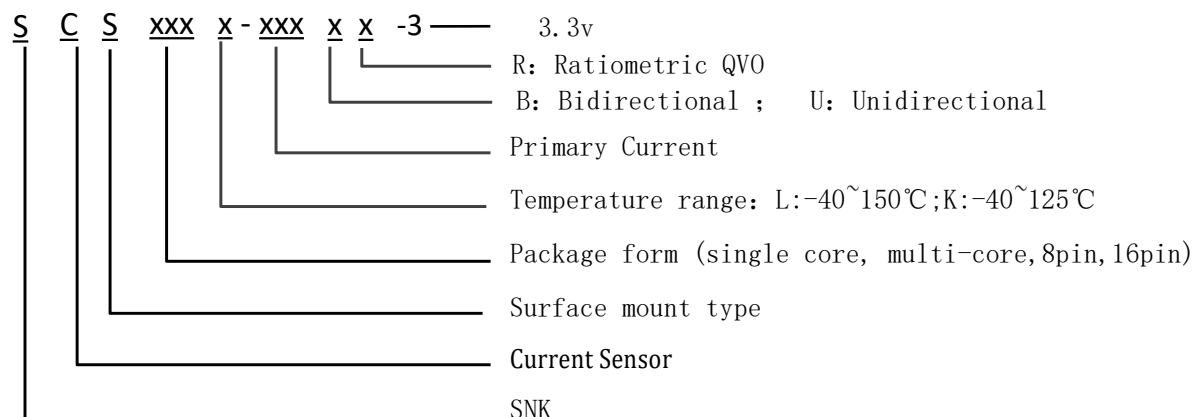 S C S xxx x - xxx x x -3 3.3v
R: Ratiometric QVO
B: Bidirectional ; U: Unidirectional
Primary Current
Temperature range: L:-40~150℃;K:-40~125℃
Package form (single core, multi-core,8pin,16pin)
Surface mount type
Current Sensor
SNK